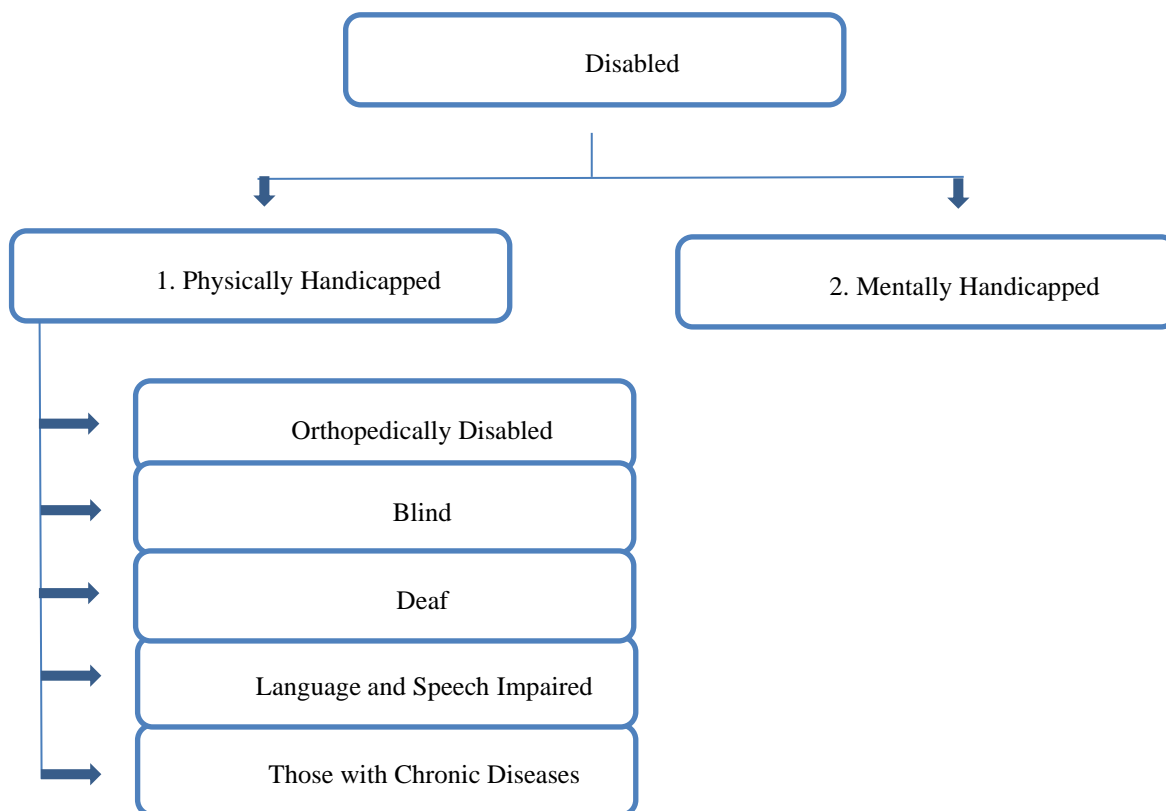 Disabled
1. Physically Handicapped
2. Mentally Handicapped
Orthopedically Disabled
Blind
Deaf
Language and Speech Impaired
Those with Chronic Diseases